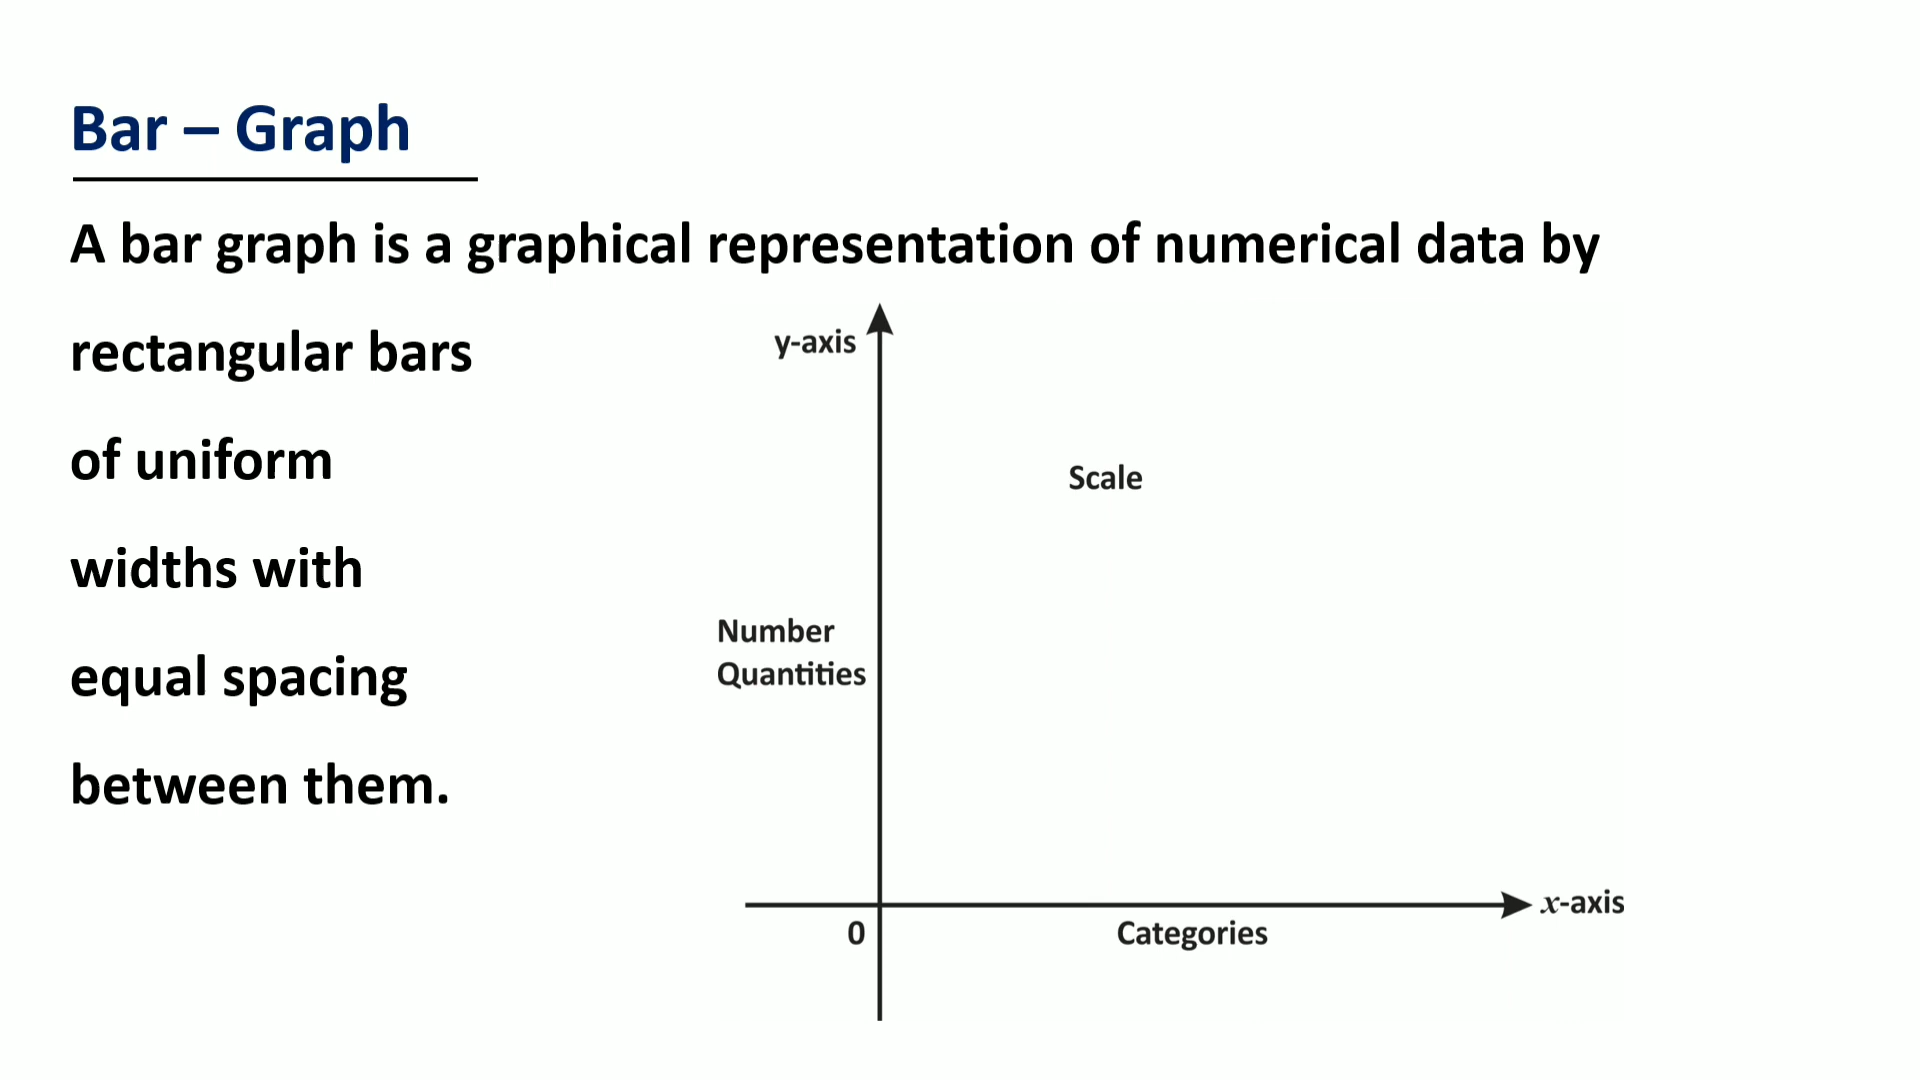 Bar – Graph
A bar graph is a graphical representation of numerical data by
rectangular bars
of uniform
widths with
equal spacing
between them.
y-axis
Scale
Number
Quantities
x-axis
0
Categories